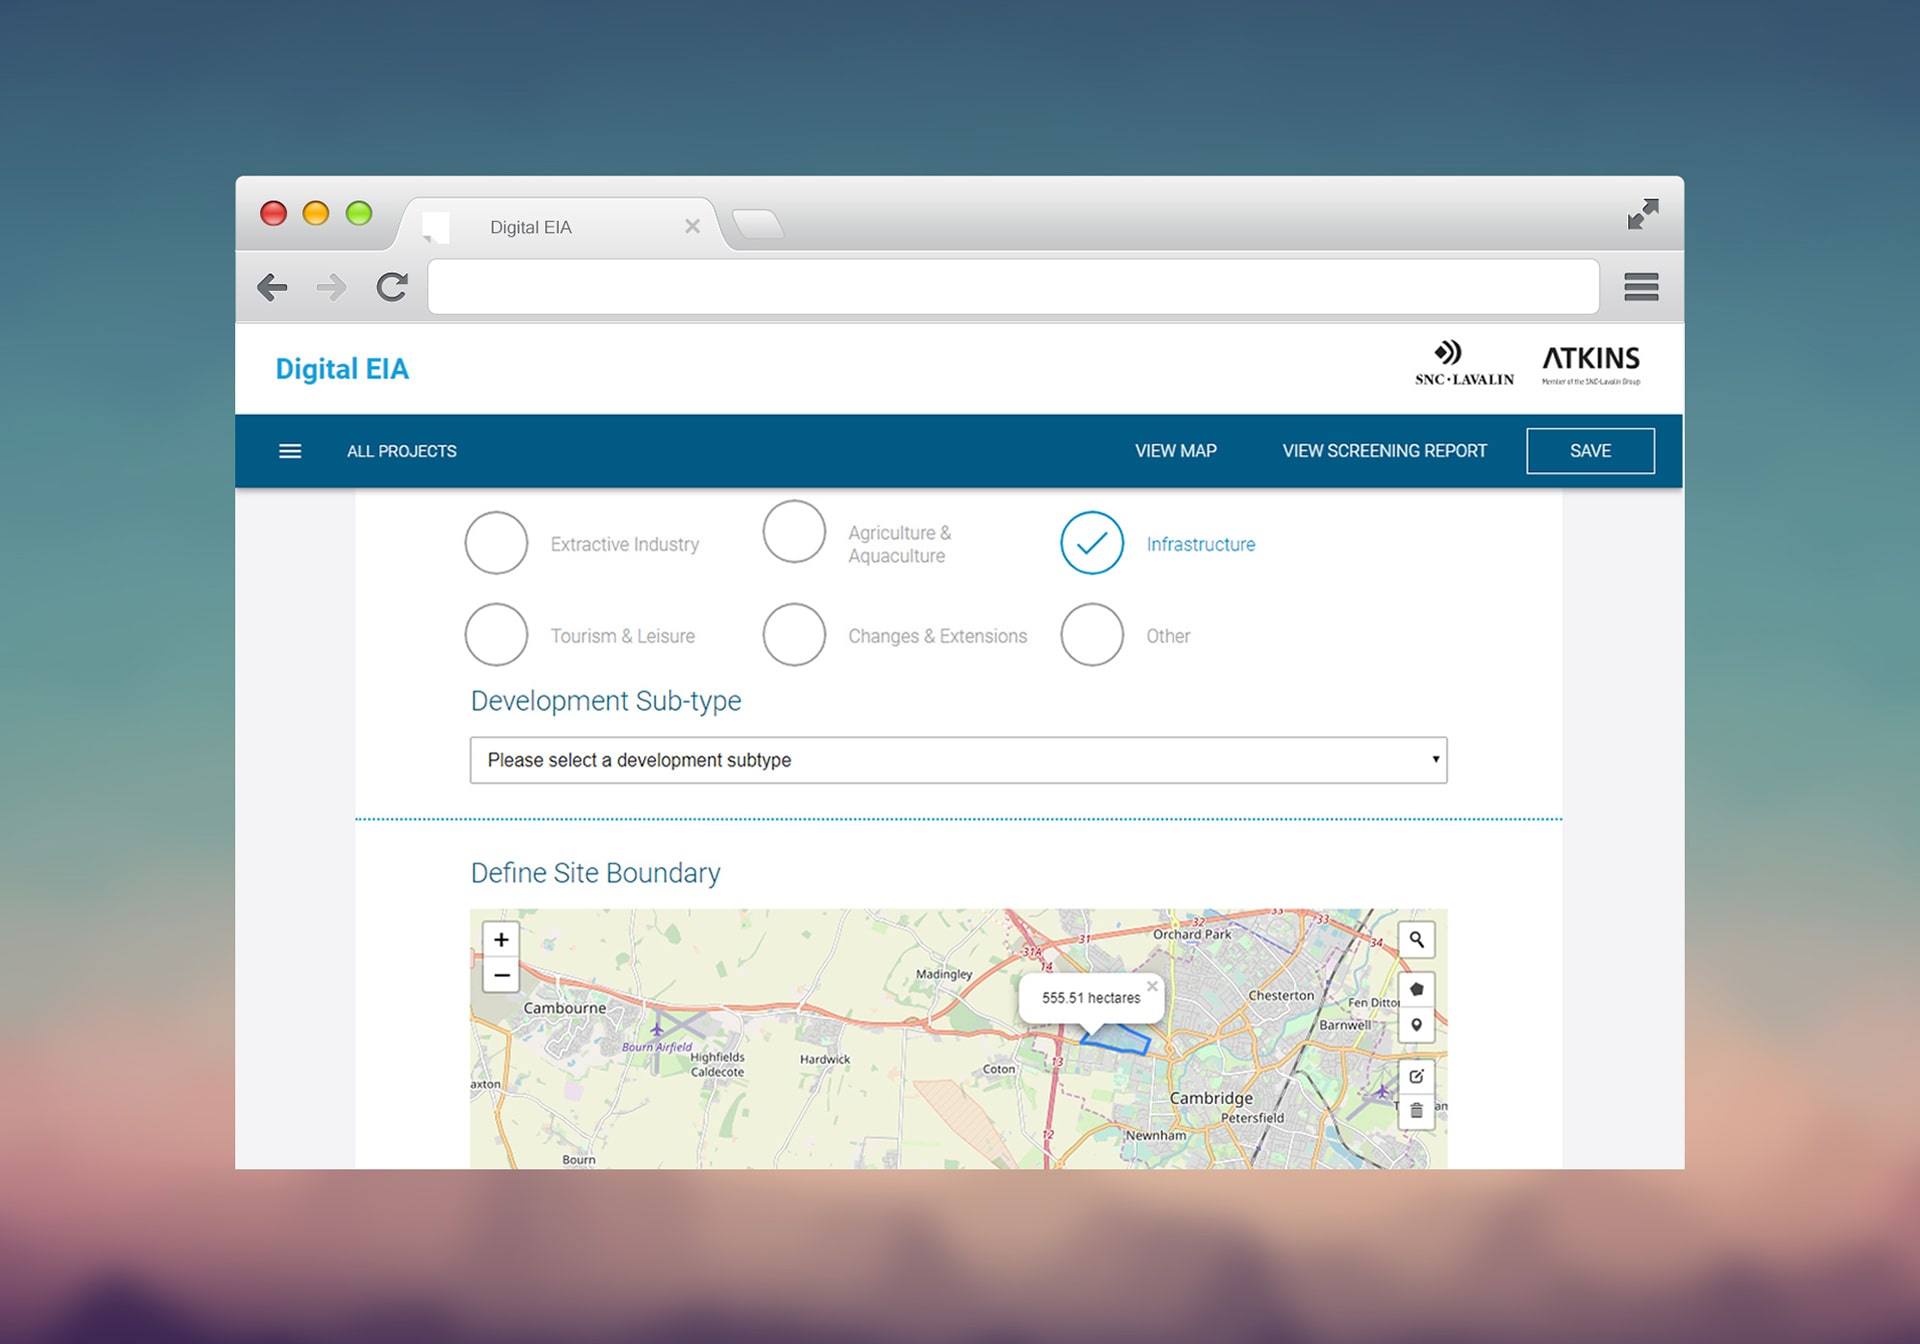 Digital EIA
Digital EIA
SNC·LAVALIN
ATKINS
Member of the SNC-Lavalin Group
ALL PROJECTS
VIEW MAP
VIEW SCREENING REPORT
SAVE
Extractive Industry
Agriculture &
Aquaculture
Infrastructure
Tourism & Leisure
Changes & Extensions
Other
Development Sub-type
Please select a development subtype
Define Site Boundary
+
−
33
33
32
31
34
31A
14
Orchard Park
Madingley
555.51 hectares
Chesterton
Fen Ditto
Cambourne
Barnwell
Bourn Airfield
Highfields
Caldecote
Hardwick
Coton
13
axton
Cambridge
Petersfield
12
Newnham
Bourn